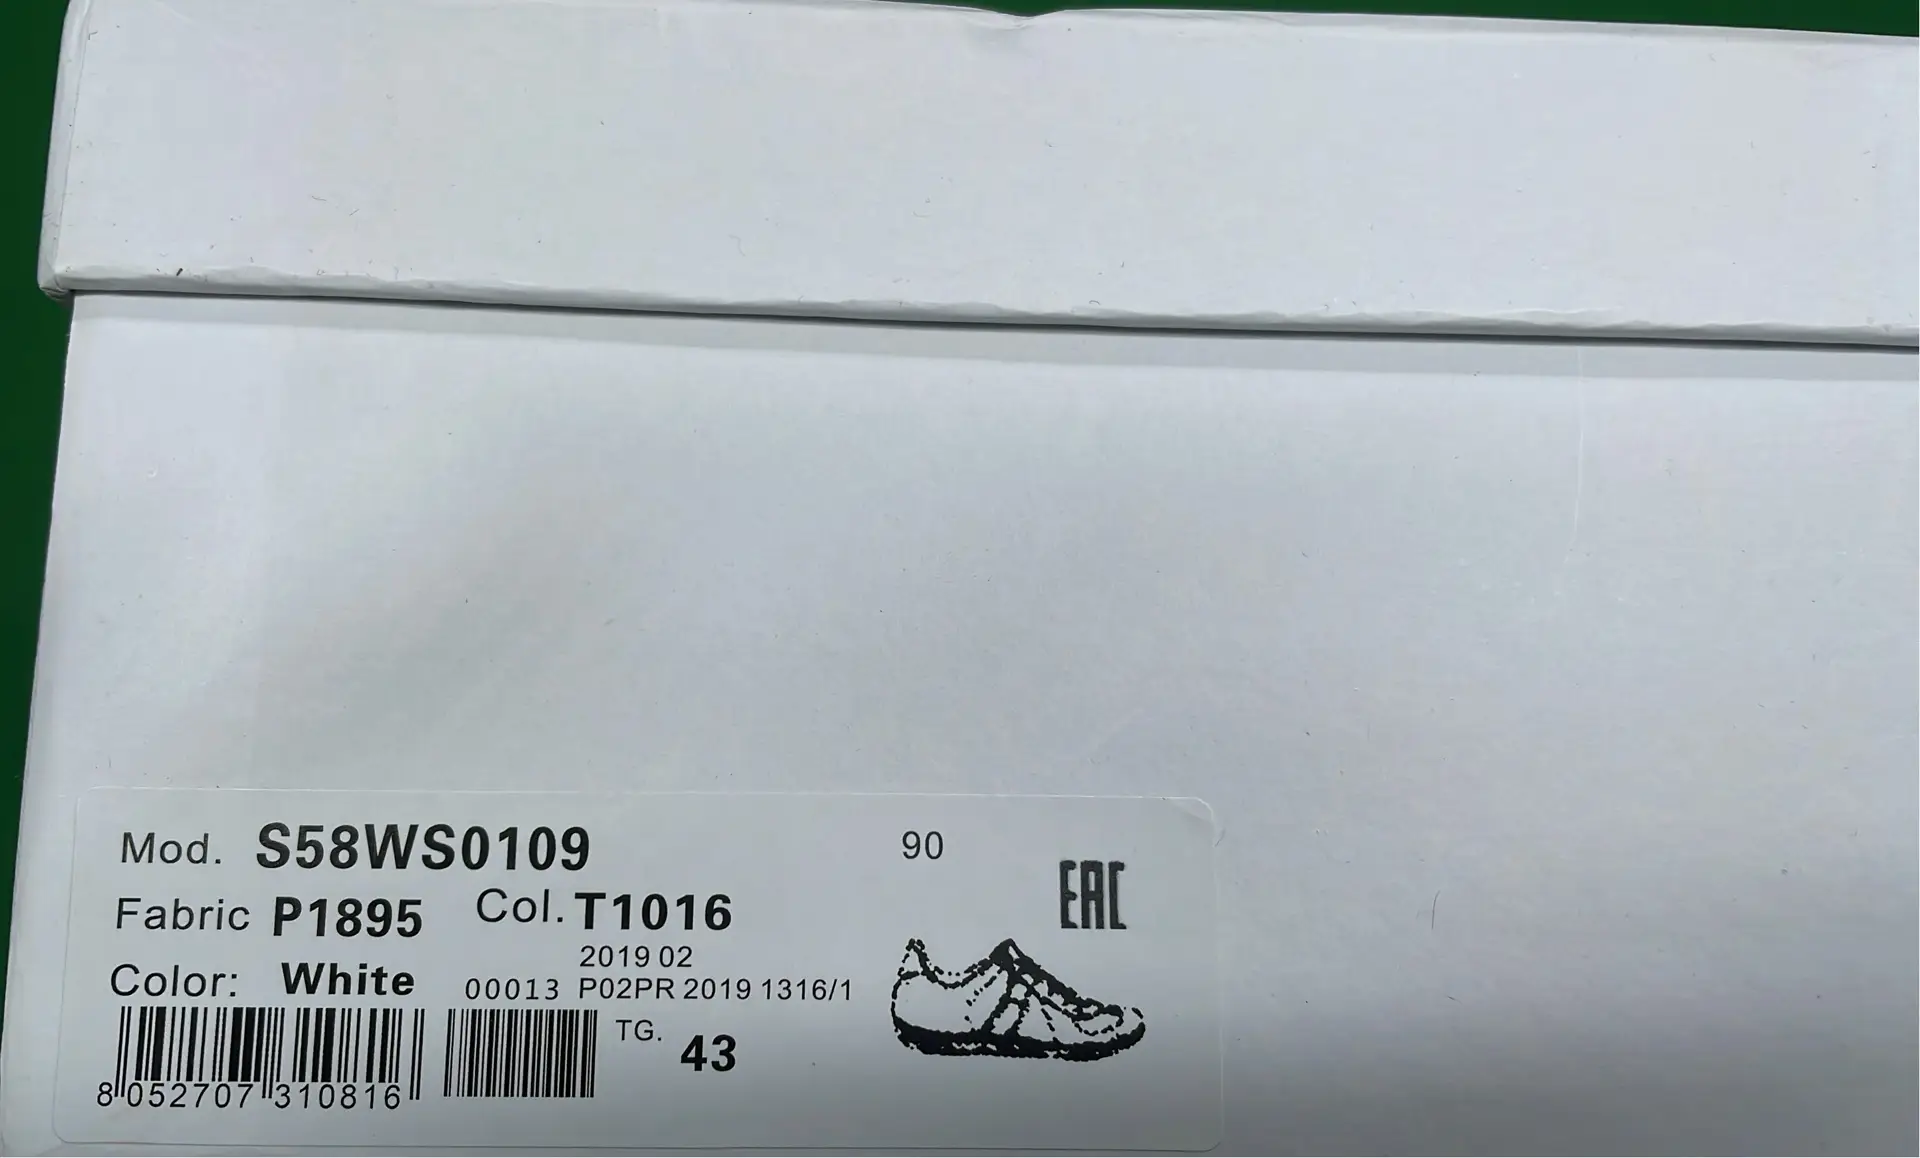 Mod. S58WS0109 90
EAC
Fabric P1895 Col. T1016
2019 02
Color: White 00013 P02PR 2019 1316/1
TG. 43
8 052707 310816